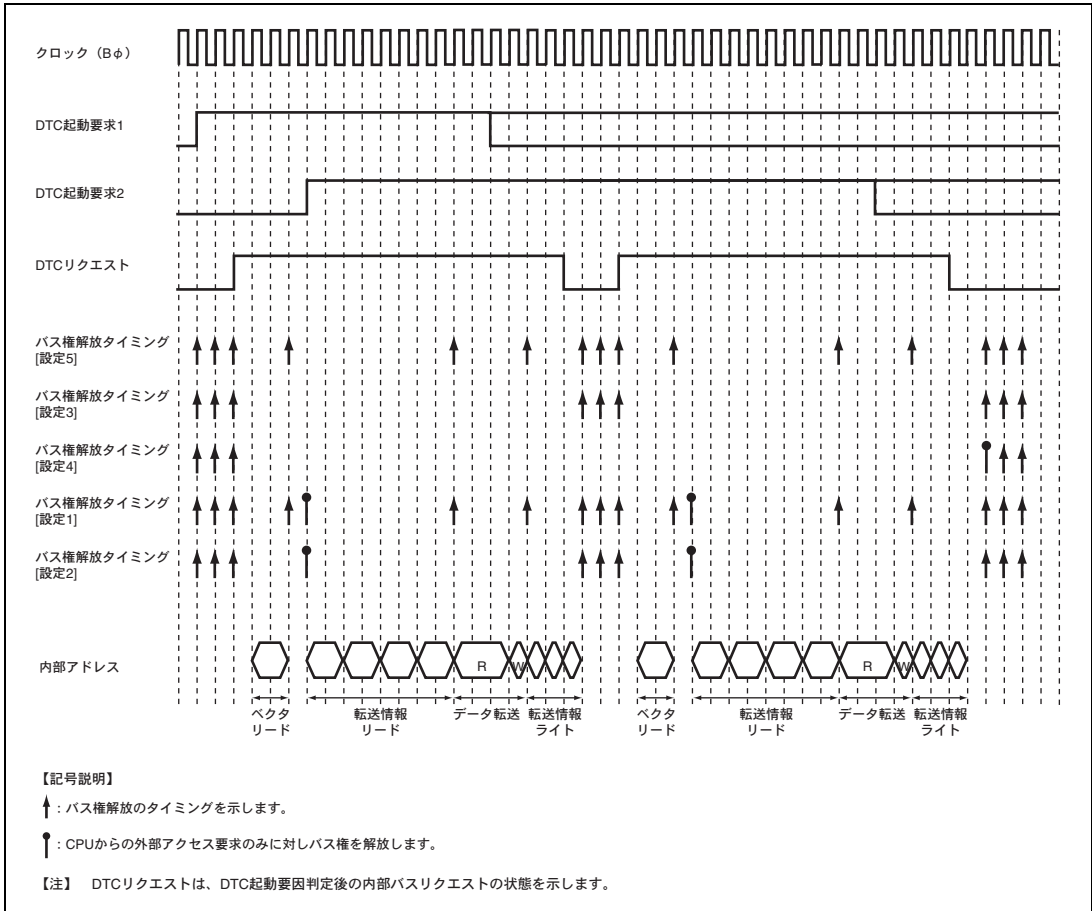 クロック（Bφ）
DTC起動要求1
DTC起動要求2
DTCリクエスト
バス権解放タイミング
[設定5]
バス権解放タイミング
[設定3]
バス権解放タイミング
[設定4]
バス権解放タイミング
[設定1]
バス権解放タイミング
[設定2]
内部アドレス
R W R W
ベクタ 転送情報 データ転送 転送情報 ベクタ 転送情報 データ転送 転送情報
リード リード ライト リード リード ライト
【記号説明】
：バス権解放のタイミングを示します。
：CPUからの外部アクセス要求のみに対しバス権を解放します。
【注】 DTCリクエストは、DTC起動要因判定後の内部バスリクエストの状態を示します。